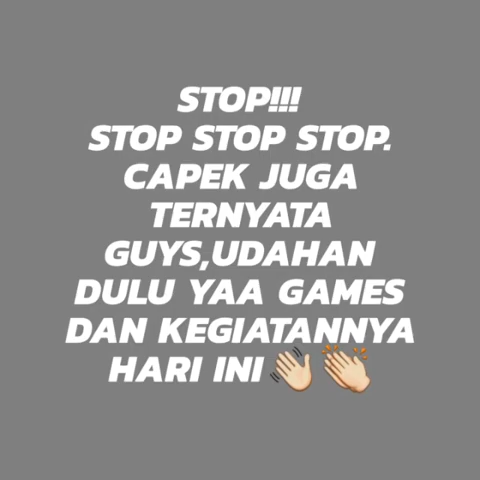 STOP!!!
STOP STOP STOP.
CAPEK JUGA
TERNYATA
GUYS,UDAHAN
DULU YAA GAMES
DAN KEGIATANNYA
HARI INI 👋🏻👏🏻